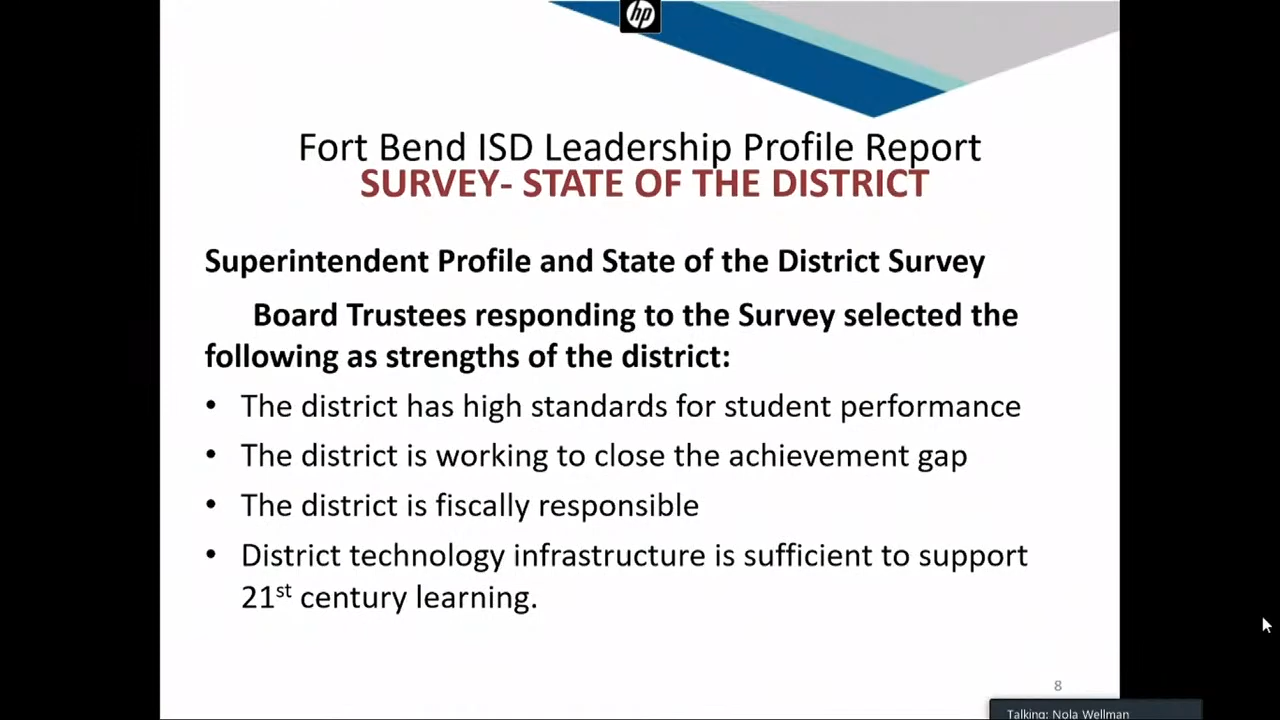 hp
Fort Bend ISD Leadership Profile Report
SURVEY- STATE OF THE DISTRICT
Superintendent Profile and State of the District Survey
Board Trustees responding to the Survey selected the
following as strengths of the district:
• The district has high standards for student performance
• The district is working to close the achievement gap
• The district is fiscally responsible
• District technology infrastructure is sufficient to support
21st century learning.
8
Talking: Nola Wellman